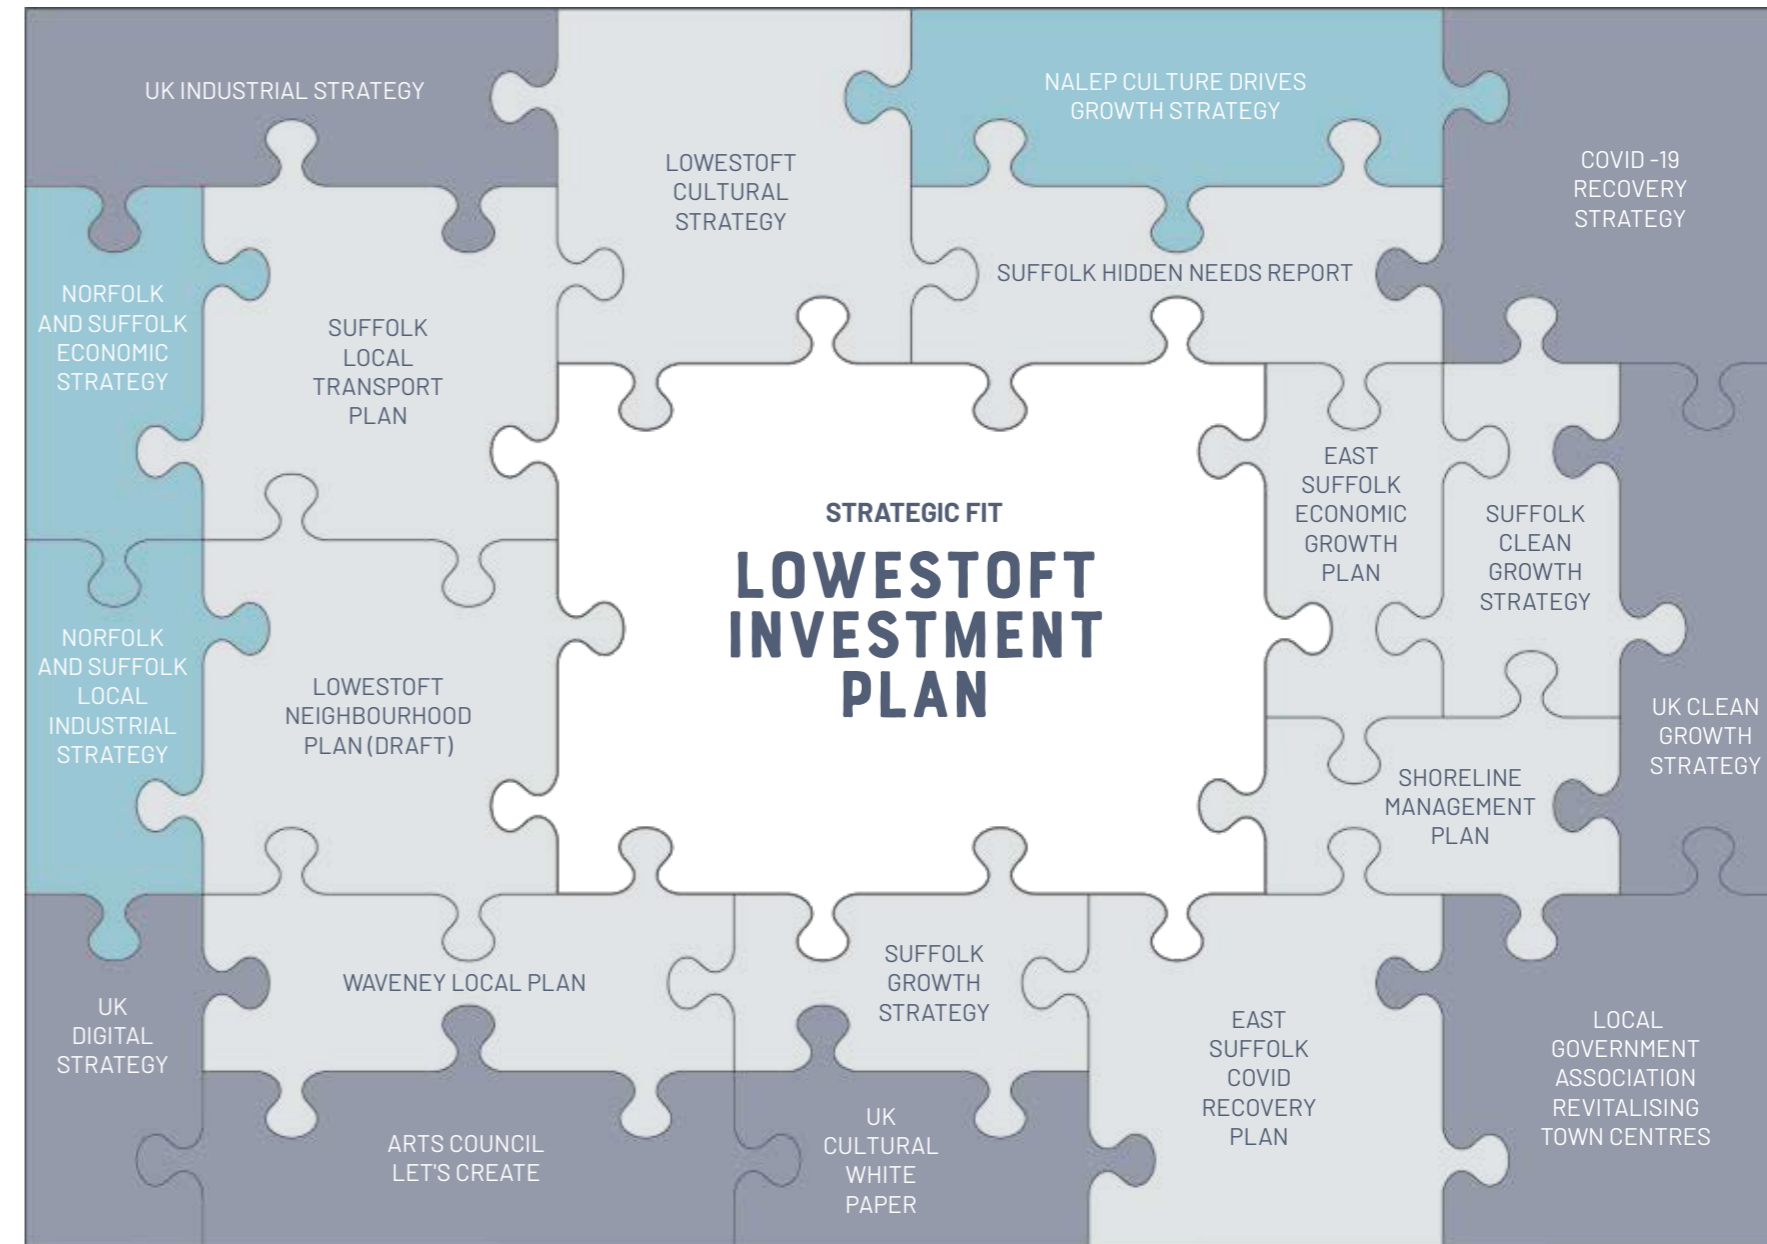 UK INDUSTRIAL STRATEGY
NALEP CULTURE DRIVES
GROWTH STRATEGY
LOWESTOFT
CULTURAL
STRATEGY
COVID -19
RECOVERY
STRATEGY
SUFFOLK HIDDEN NEEDS REPORT
NORFOLK
AND SUFFOLK
ECONOMIC
STRATEGY
SUFFOLK
LOCAL
TRANSPORT
PLAN
STRATEGIC FIT
LOWESTOFT
INVESTMENT
PLAN
EAST
SUFFOLK
ECONOMIC
GROWTH
PLAN
SUFFOLK
CLEAN
GROWTH
STRATEGY
NORFOLK
AND SUFFOLK
LOCAL
INDUSTRIAL
STRATEGY
LOWESTOFT
NEIGHBOURHOOD
PLAN (DRAFT)
UK CLEAN
GROWTH
STRATEGY
SHORELINE
MANAGEMENT
PLAN
WAVENEY LOCAL PLAN
SUFFOLK
GROWTH
STRATEGY
UK
DIGITAL
STRATEGY
EAST
SUFFOLK
COVID
RECOVERY
PLAN
LOCAL
GOVERNMENT
ASSOCIATION
REVITALISING
TOWN CENTRES
ARTS COUNCIL
LET'S CREATE
UK
CULTURAL
WHITE
PAPER